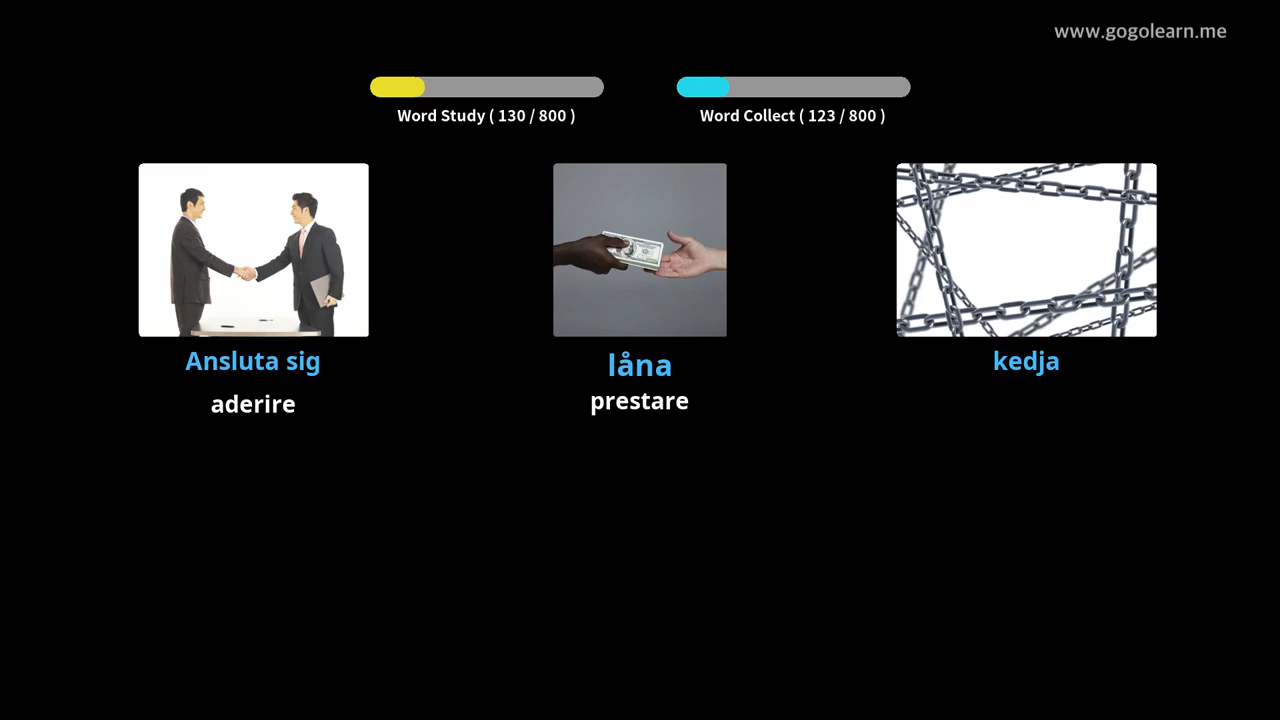 www.gogolearn.me
Word Study ( 130 / 800 )
Word Collect ( 123 / 800 )
Ansluta sig
aderire
låna
prestare
kedja